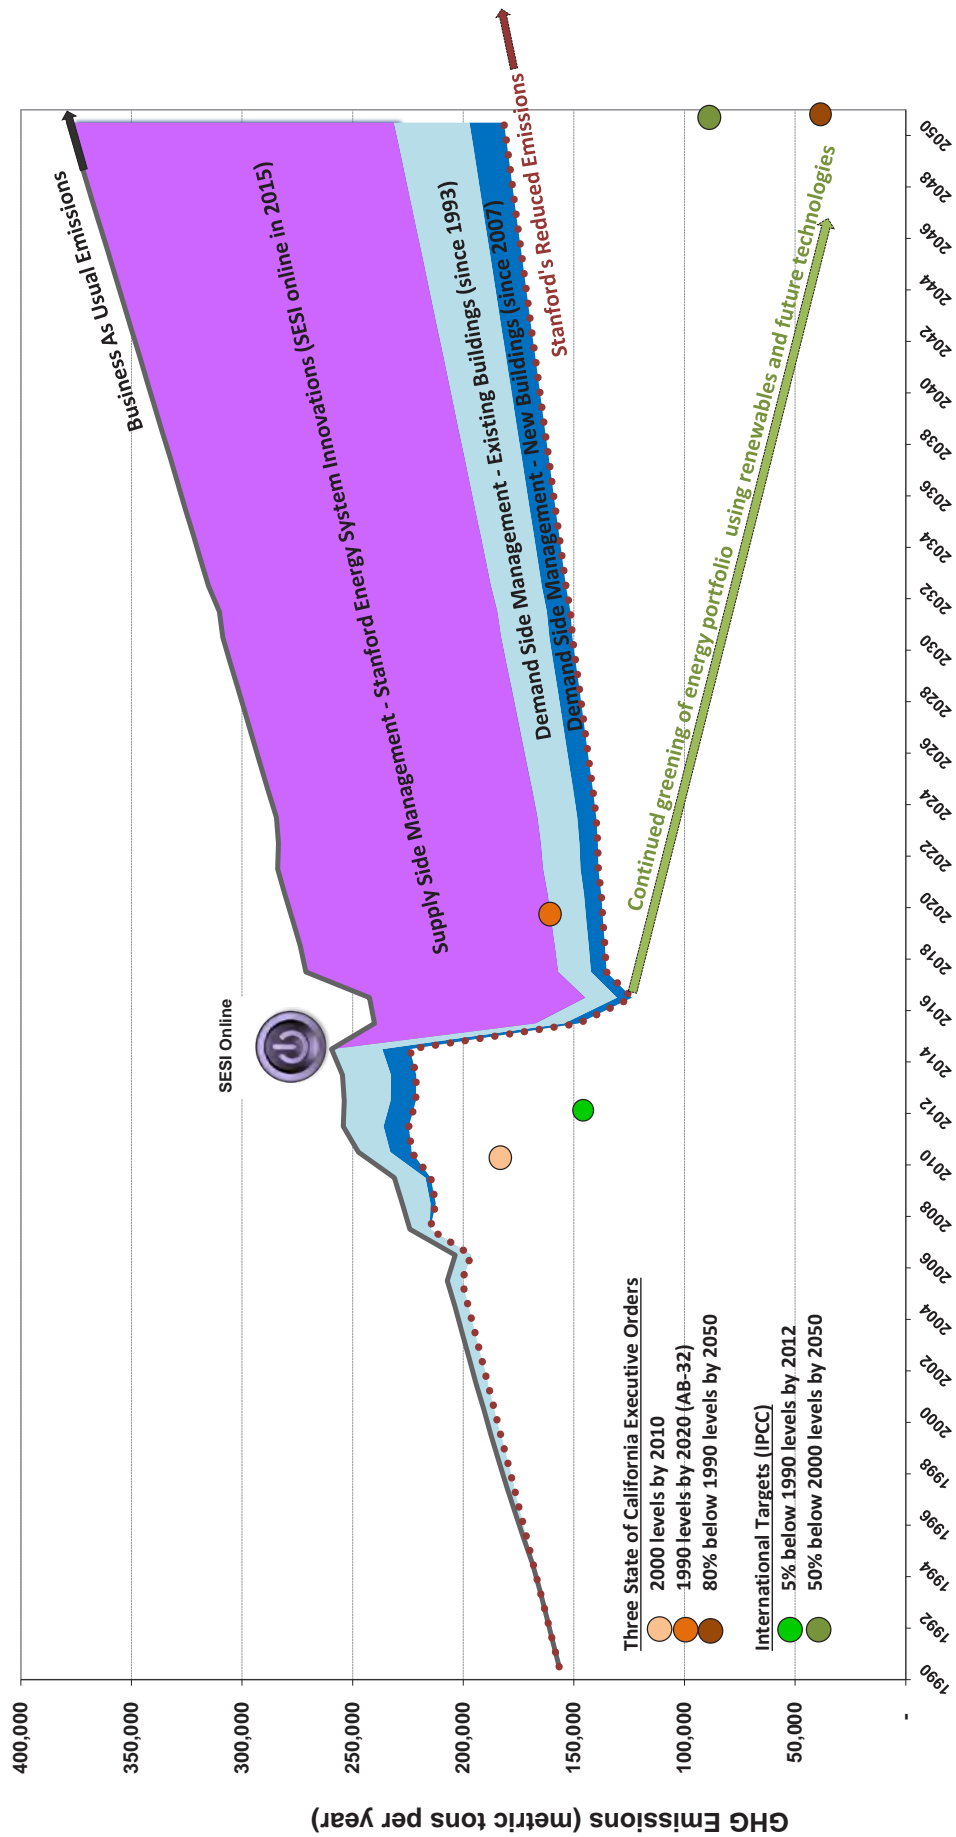 GHG Emissions (metric tons per year)
400,000
350,000
300,000
250,000
200,000
150,000
100,000
50,000
-
1990
1992
1994
1996
1998
2000
2002
2004
2006
2008
2010
2012
2014
2016
2018
2020
2022
2024
2026
2028
2030
2032
2034
2036
2038
2040
2042
2044
2046
2048
2050
SESI Online
Business As Usual Emissions
Supply Side Management - Stanford Energy System Innovations (SESI online in 2015)
Demand Side Management - Existing Buildings (since 1993)
Demand Side Management - New Buildings (since 2007)
Stanford's Reduced Emissions
Continued greening of energy portfolio using renewables and future technologies
Three State of California Executive Orders
2000 levels by 2010
1990 levels by 2020 (AB-32)
80% below 1990 levels by 2050
International Targets (IPCC)
5% below 1990 levels by 2012
50% below 2000 levels by 2050